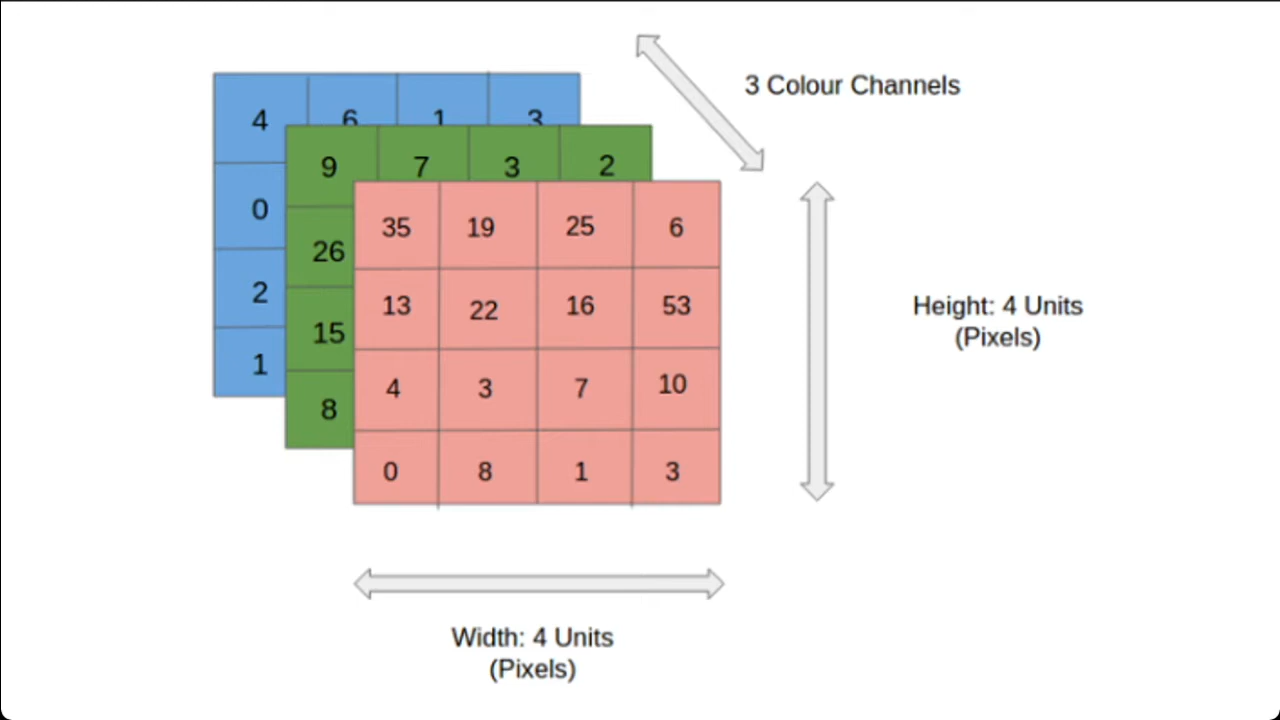 3 Colour Channels
4 6 1 3
9 7 3 2
0
2
1
26
15
8
35 19 25 6
13 22 16 53
4 3 7 10
0 8 1 3
Height: 4 Units
(Pixels)
Width: 4 Units
(Pixels)